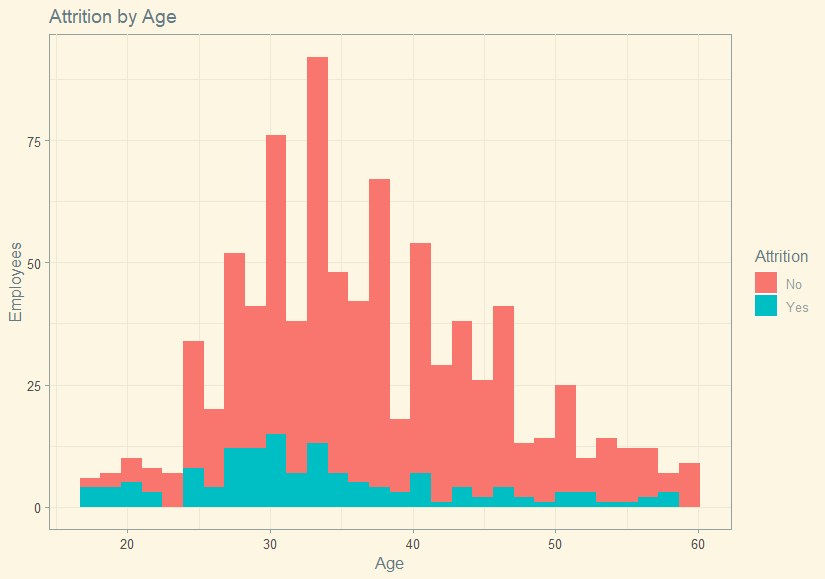 Attrition by Age
75
50
25
0
Employees
20 30 40 50 60
Age
Attrition
No
Yes